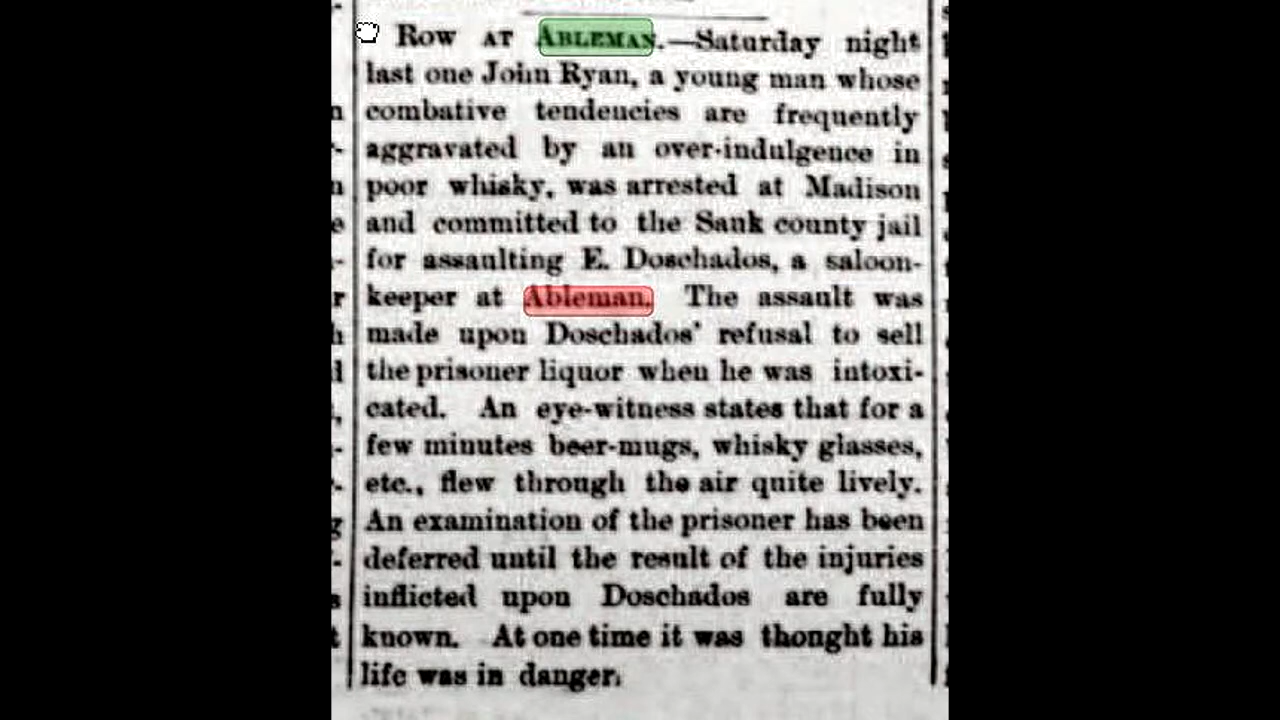 Row at Ableman.—Saturday night
last one John Ryan, a young man whose
combative tendencies are frequently
aggravated by an over-indulgence in
poor whisky, was arrested at Madison
and committed to the Sauk county jail
for assaulting E. Doschados, a saloon-
keeper at Ableman. The assault was
made upon Doschados' refusal to sell
the prisoner liquor when he was intoxi-
cated. An eye-witness states that for a
few minutes beer-mugs, whisky glasses,
etc., flew through the air quite lively.
An examination of the prisoner has been
deferred until the result of the injuries
inflicted upon Doschados are fully
known. At one time it was thonght his
life was in danger.